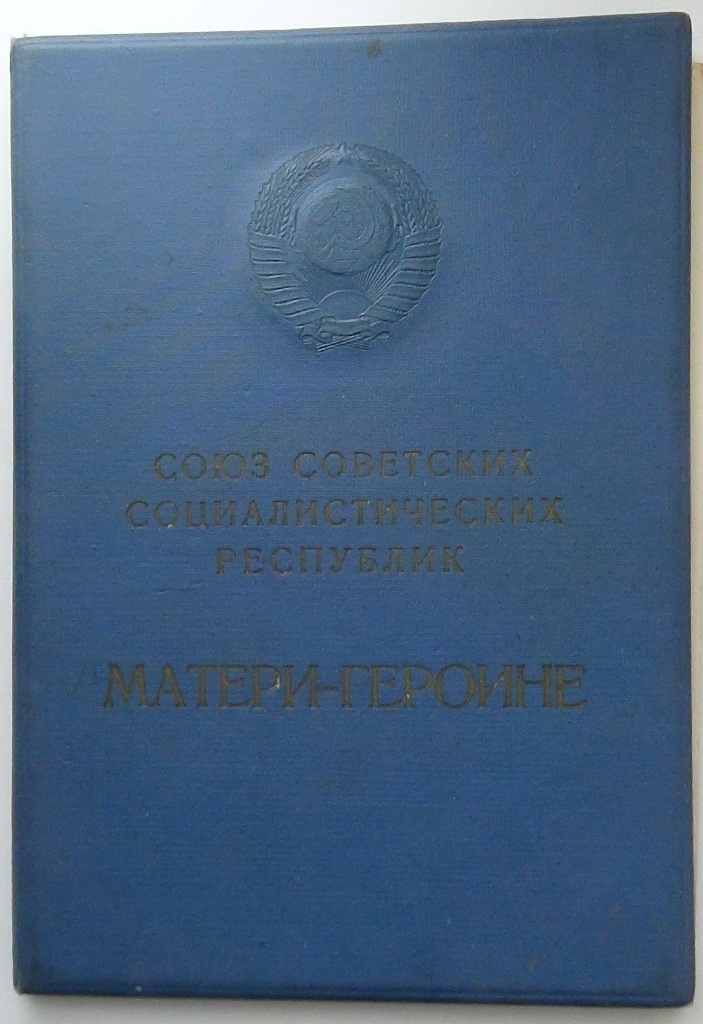 СОЮЗ СОВЕТСКИХ
СОЦИАЛИСТИЧЕСКИХ
РЕСПУБЛИК
МАТЕРИ-ГЕРОИНЕ